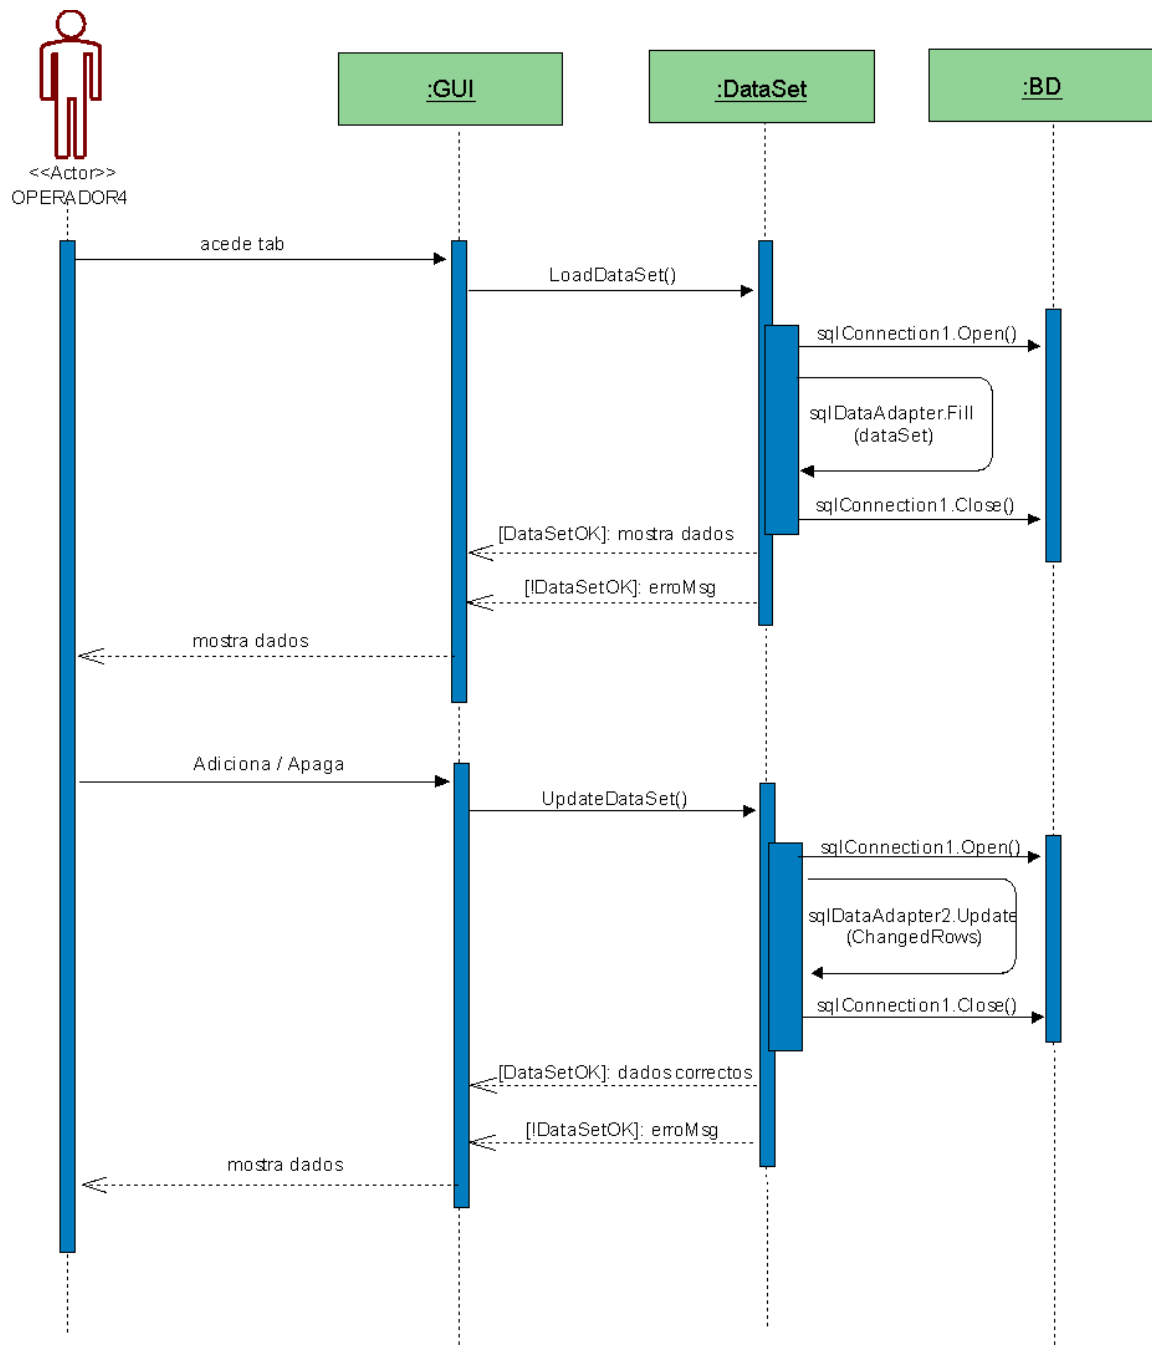 :GUI
:DataSet
:BD
<<Actor>>
OPERADOR4
acede tab
LoadDataSet()
sqlConnection1.Open()
sqlDataAdapter.Fill
(dataSet)
sqlConnection1.Close()
[DataSetOK]: mostra dados
[!DataSetOK]: erroMsg
mostra dados
Adiciona / Apaga
UpdateDataSet()
sqlConnection1.Open()
sqlDataAdapter2.Update
(ChangedRows)
sqlConnection1.Close()
[DataSetOK]: dados correctos
[!DataSetOK]: erroMsg
mostra dados